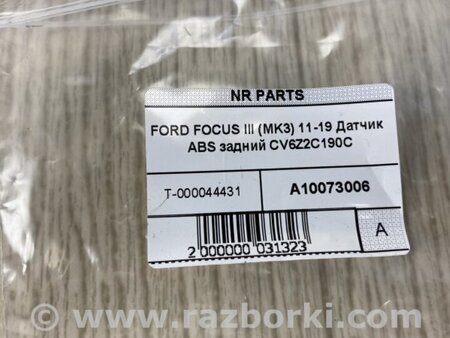 NR PARTS
FORD FOCUS III (MK3) 11-19 Датчик
ABS задний CV6Z2C190C
T-000044431
A10073006
2 000000 031323
A
www.razborki.com